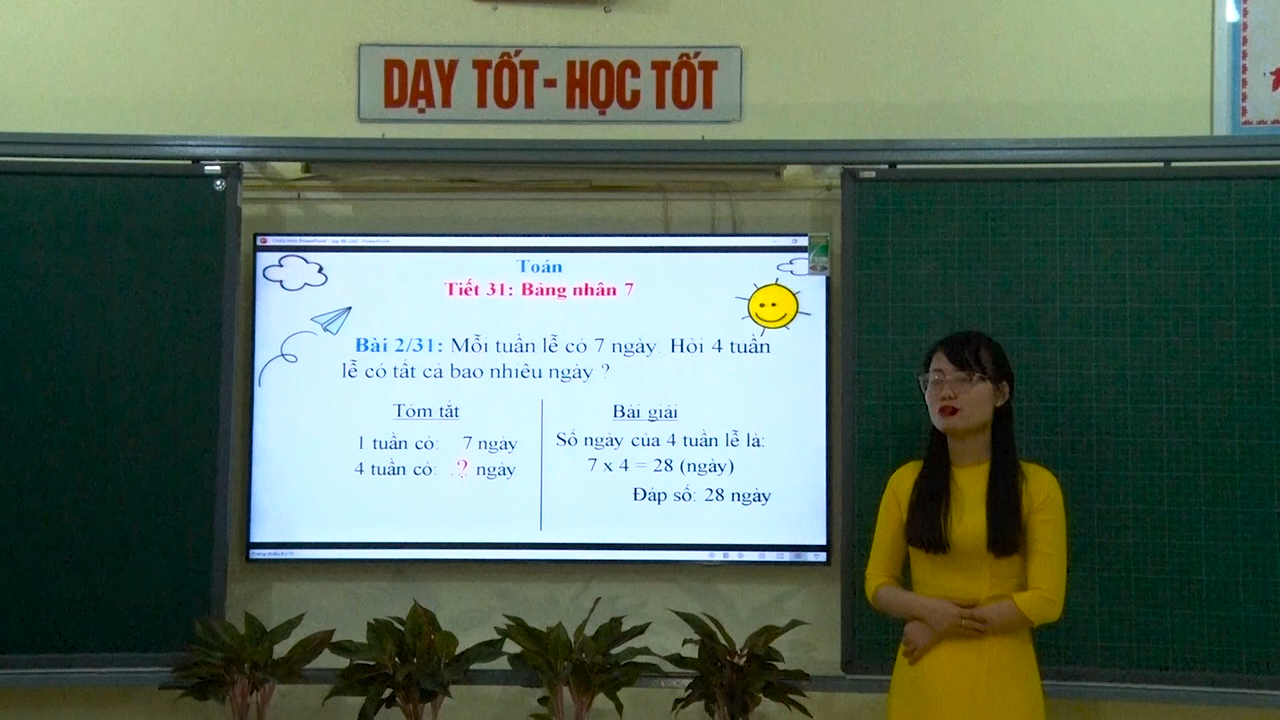 DẠY TỐT - HỌC TỐT
Toán
Tiết 31: Bảng nhân 7
Bài 2/31: Mỗi tuần lễ có 7 ngày. Hỏi 4 tuần
lễ có tất cả bao nhiêu ngày ?
Tóm tắt
1 tuần có: 7 ngày
4 tuần có: .?. ngày
Bài giải
Số ngày của 4 tuần lễ là:
7 x 4 = 28 (ngày)
Đáp số: 28 ngày